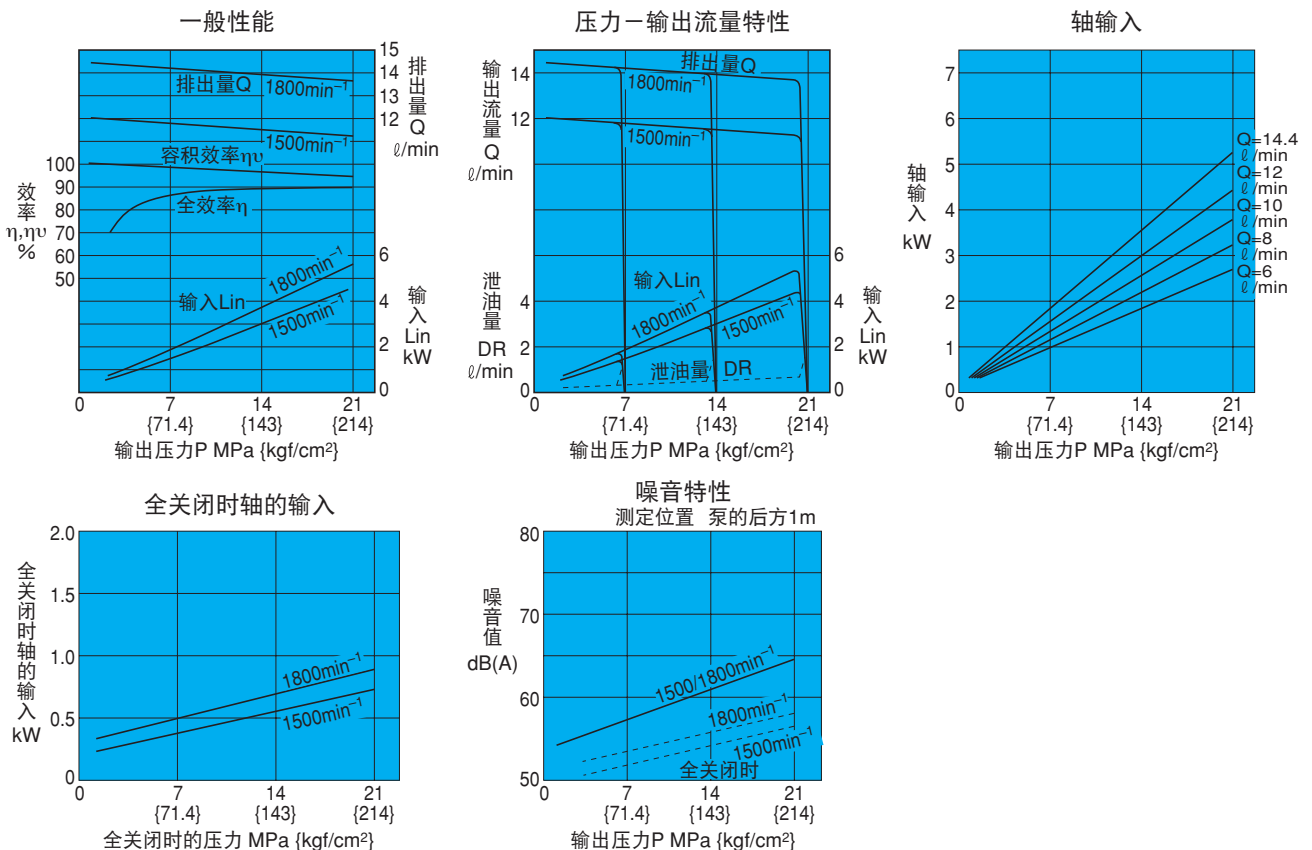 一般性能
15
14
13
12
排出量Q
ℓ/min
排出量Q
1800min⁻¹
1500min⁻¹
容积效率ηυ
全效率η
100
90
80
70
60
50
效率
η,ηυ
%
输入Lin
1800min⁻¹
1500min⁻¹
6
4
2
0
输入
Lin
kW
0 7 14 21
{71.4} {143} {214}
输出压力P MPa {kgf/cm²}
压力－输出流量特性
14
12
输出流量
Q
ℓ/min
排出量Q
1800min⁻¹
1500min⁻¹
泄油量
DR
ℓ/min
4
2
0
输入Lin
1800min⁻¹
1500min⁻¹
泄油量 DR
6
4
2
0
输入
Lin
kW
0 7 14 21
{71.4} {143} {214}
输出压力P MPa {kgf/cm²}
轴输入
7
6
5
4
3
2
1
0
轴输入
kW
Q=14.4
ℓ/min
Q=12
ℓ/min
Q=10
ℓ/min
Q=8
ℓ/min
Q=6
ℓ/min
0 7 14 21
{71.4} {143} {214}
输出压力P MPa {kgf/cm²}
全关闭时轴的输入
2.0
1.5
1.0
0.5
0
全关闭时轴的输入
kW
1800min⁻¹
1500min⁻¹
0 7 14 21
{71.4} {143} {214}
全关闭时的压力 MPa {kgf/cm²}
噪音特性
测定位置 泵的后方1m
80
70
60
50
噪音值
dB(A)
1500/1800min⁻¹
1800min⁻¹
1500min⁻¹
全关闭时
0 7 14 21
{71.4} {143} {214}
输出压力P MPa {kgf/cm²}